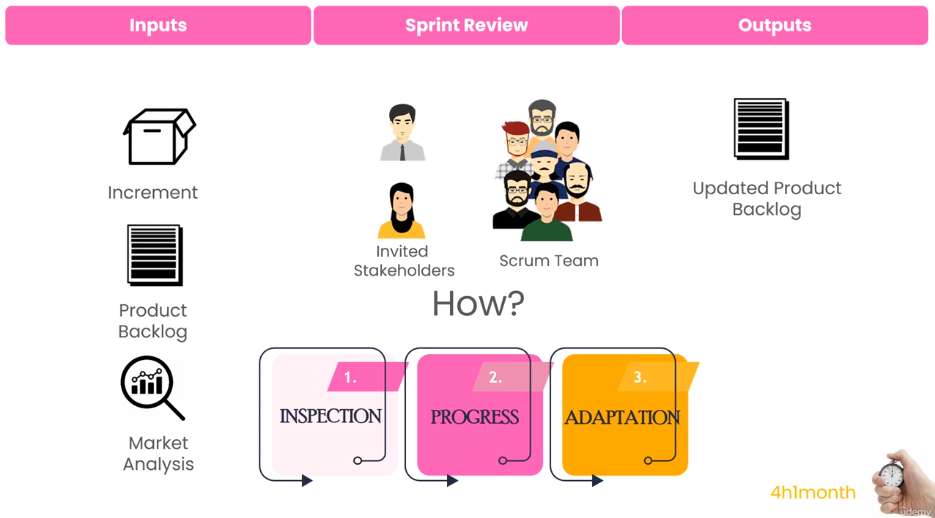 Inputs
Sprint Review
Outputs
Increment
Product
Backlog
Market
Analysis
Invited
Stakeholders
Scrum Team
How?
1.
INSPECTION
2.
PROGRESS
3.
ADAPTATION
Updated Product
Backlog
4h1month
udemy